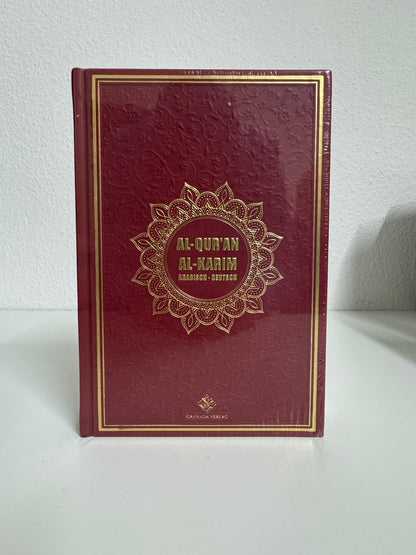 AL-QUR'AN
AL-KARIM
ARABISCH - DEUTSCH
GRANADA VERLAG